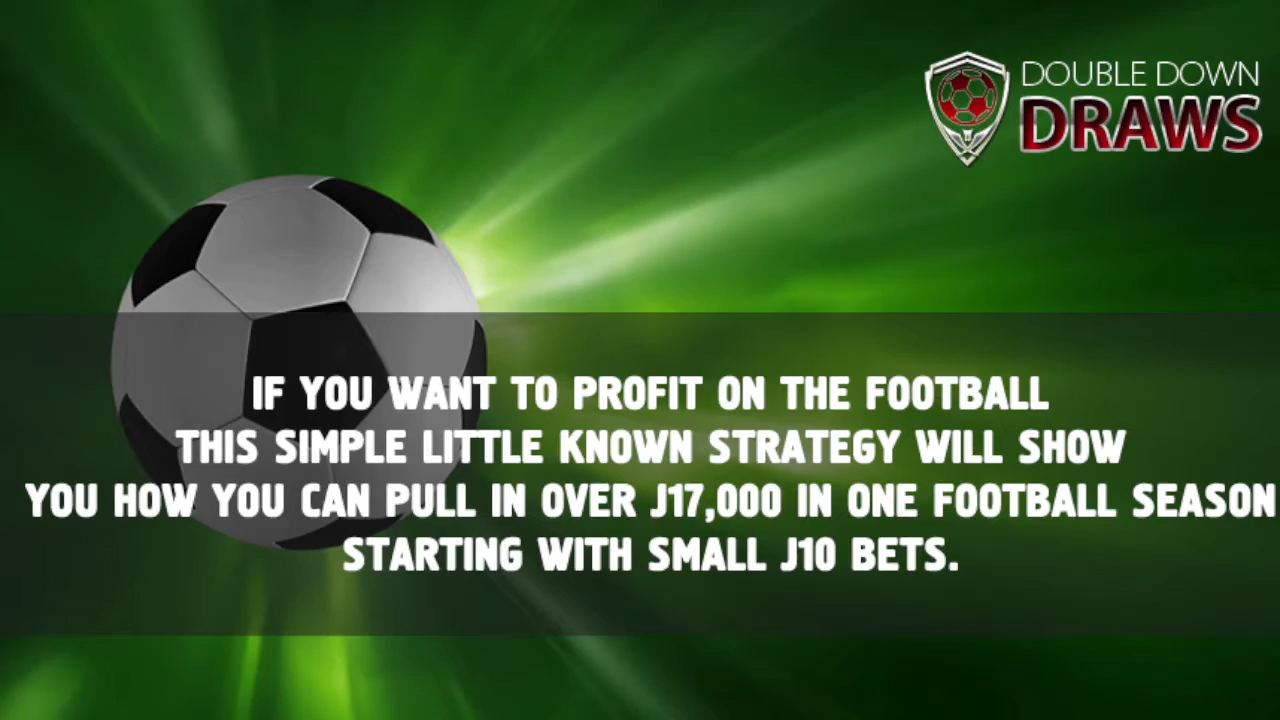 DOUBLE DOWN
DRAWS
IF YOU WANT TO PROFIT ON THE FOOTBALL
THIS SIMPLE LITTLE KNOWN STRATEGY WILL SHOW
YOU HOW YOU CAN PULL IN OVER J17,000 IN ONE FOOTBALL SEASON
STARTING WITH SMALL J10 BETS.